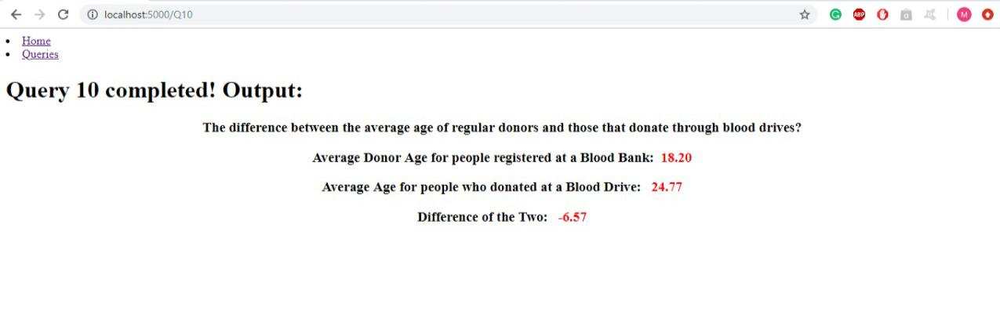 localhost:5000/Q10
ABP
M
Home
Queries
Query 10 completed! Output:
The difference between the average age of regular donors and those that donate through blood drives?
Average Donor Age for people registered at a Blood Bank: 18.20
Average Age for people who donated at a Blood Drive: 24.77
Difference of the Two: -6.57